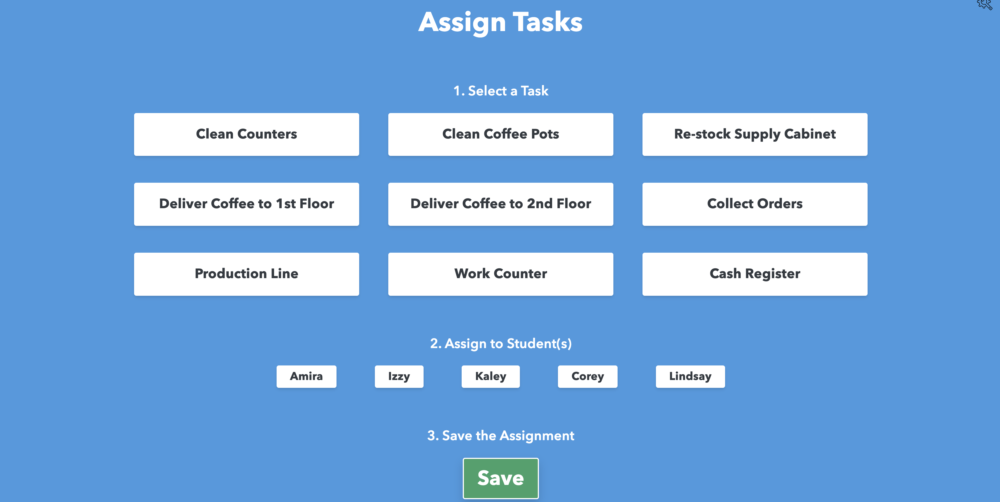 Assign Tasks
1. Select a Task
Clean Counters
Clean Coffee Pots
Re-stock Supply Cabinet
Deliver Coffee to 1st Floor
Deliver Coffee to 2nd Floor
Collect Orders
Production Line
Work Counter
Cash Register
2. Assign to Student(s)
Amira
Izzy
Kaley
Corey
Lindsay
3. Save the Assignment
Save